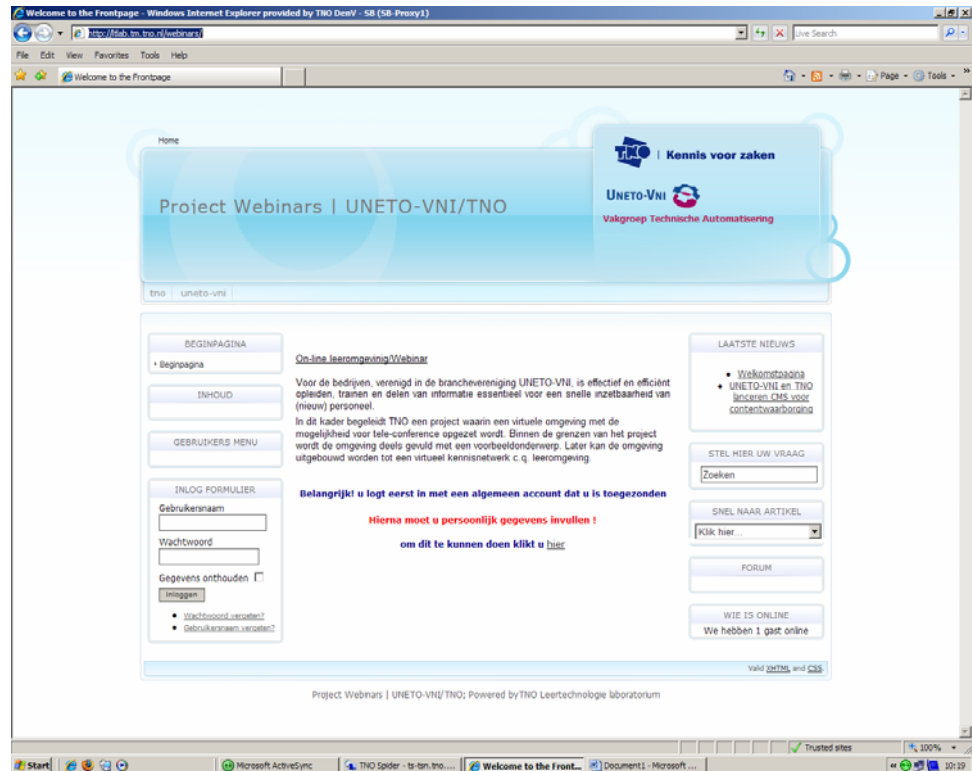 Welcome to the Frontpage - Windows Internet Explorer provided by TNO DenV - SB (SB-Proxy1)
http://ltlab.tm.tno.nl/webinars/
Live Search
File Edit View Favorites Tools Help
Welcome to the Frontpage
Page Tools
Home
TNO | Kennis voor zaken
UNETO-VNI
Vakgroep Technische Automatisering
Project Webinars | UNETO-VNI/TNO
tno uneto-vni
BEGINPAGINA
Beginpagina
INHOUD
GEBRUIKERS MENU
INLOG FORMULIER
Gebruikersnaam
Wachtwoord
Gegevens onthouden
Inloggen
Wachtwoord vergeten?
Gebruikersnaam vergeten?
On-line leeromgevinig/Webinar
Voor de bedrijven, verenigd in de branchevereniging UNETO-VNI, is effectief en efficiënt
opleiden, trainen en delen van informatie essentieel voor een snelle inzetbaarheid van
(nieuw) personeel.
In dit kader begeleidt TNO een project waarin een virtuele omgeving met de
mogelijkheid voor tele-conference opgezet wordt. Binnen de grenzen van het project
wordt de omgeving deels gevuld met een voorbeeldonderwerp. Later kan de omgeving
uitgebouwd worden tot een virtueel kennisnetwerk c.q. leeromgeving.
Belangrijk! u logt eerst in met een algemeen account dat u is toegezonden
Hierna moet u persoonlijk gegevens invullen !
om dit te kunnen doen klikt u hier
LAATSTE NIEUWS
Welkomstpagina
UNETO-VNI en TNO
lanceren CMS voor
contentwaarborging
STEL HIER UW VRAAG
Zoeken
SNEL NAAR ARTIKEL
Klik hier...
FORUM
WIE IS ONLINE
We hebben 1 gast online
Valid XHTML and CSS.
Project Webinars | UNETO-VNI/TNO; Powered byTNO Leertechnologie laboratorium
Trusted sites
100%
Start
Microsoft ActiveSync
TNO Spider - ts-tsn.tno....
Welcome to the Front...
Document1 - Microsoft ...
10:19